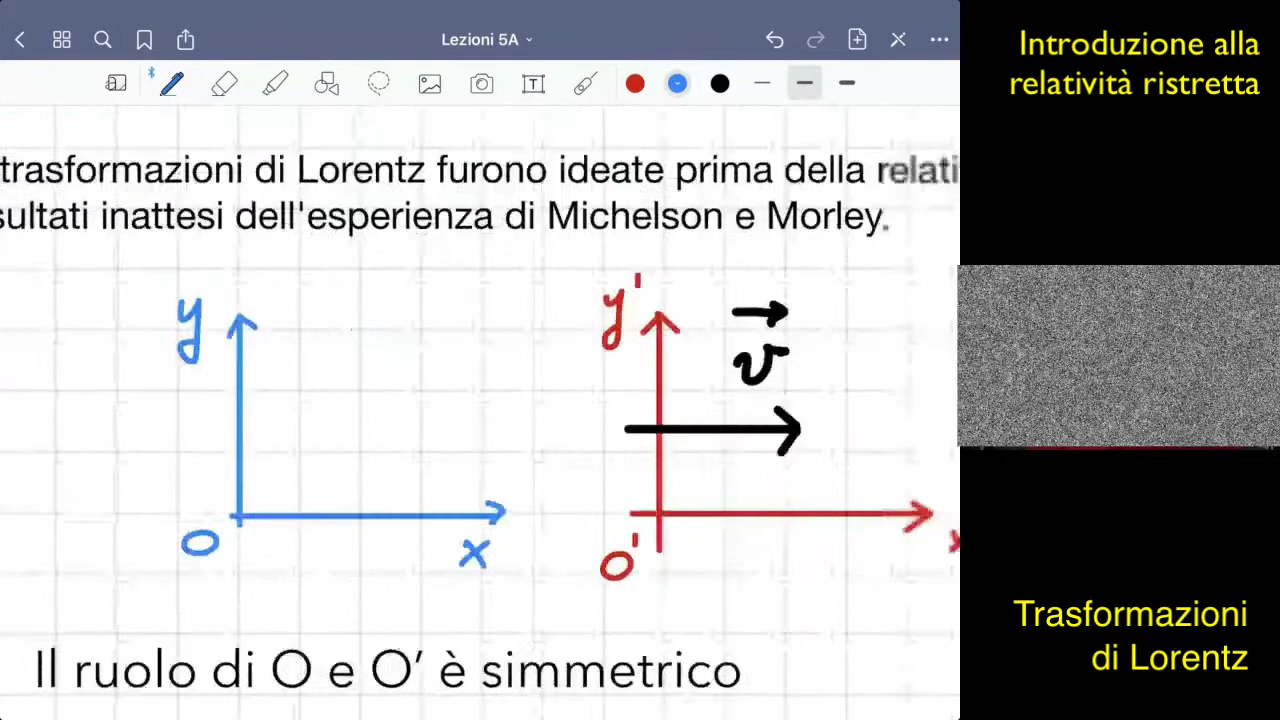 Lezioni 5A
Introduzione alla
relatività ristretta
trasformazioni di Lorentz furono ideate prima della relati
sultati inattesi dell'esperienza di Michelson e Morley.
y
y'
v
O
x
O'
x
Il ruolo di O e O’ è simmetrico
Trasformazioni
di Lorentz